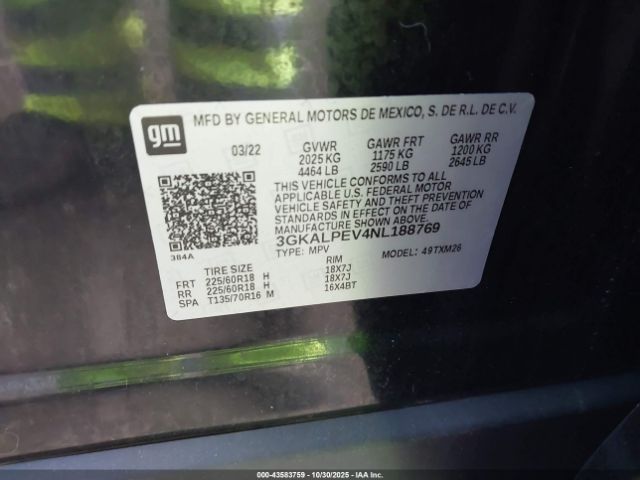 gm
MFD BY GENERAL MOTORS DE MEXICO, S. DE R.L. DE C.V.
03/22 GVWR GAWR FRT GAWR RR
2025 KG 1175 KG 1200 KG
4464 LB 2590 LB 2645 LB
THIS VEHICLE CONFORMS TO ALL
APPLICABLE U.S. FEDERAL MOTOR
VEHICLE SAFETY AND THEFT PREVENTION
STANDARDS IN EFFECT ON THE DATE OF
MANUFACTURE SHOWN ABOVE.
3GKALPEV4NL188769
384A
TYPE: MPV MODEL: 49TXM26
TIRE SIZE RIM
FRT 225/60R18 H 18X7J
RR 225/60R18 H 18X7J
SPA T135/70R16 M 16X4BT
000-43583759 - 10/30/2025 - IAA Inc.